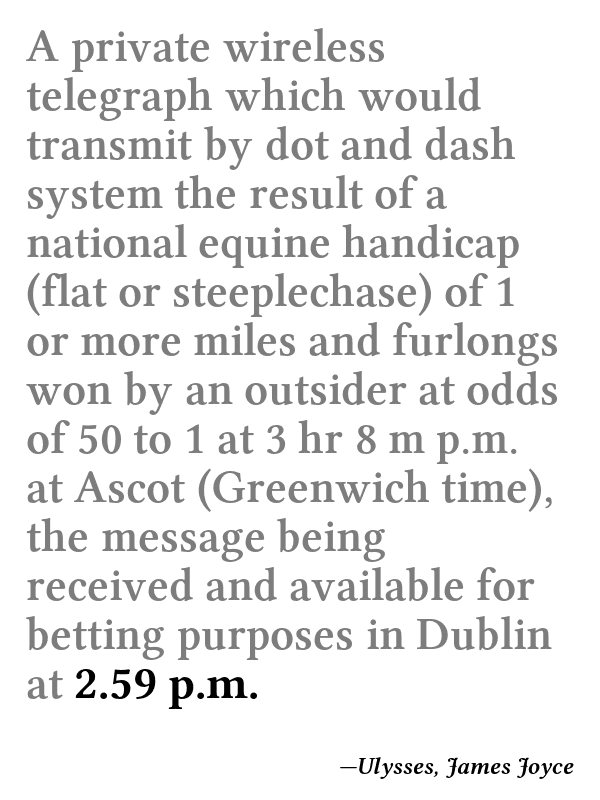 A private wireless
telegraph which would
transmit by dot and dash
system the result of a
national equine handicap
(flat or steeplechase) of 1
or more miles and furlongs
won by an outsider at odds
of 50 to 1 at 3 hr 8 m p.m.
at Ascot (Greenwich time),
the message being
received and available for
betting purposes in Dublin
at 2.59 p.m.
—Ulysses, James Joyce